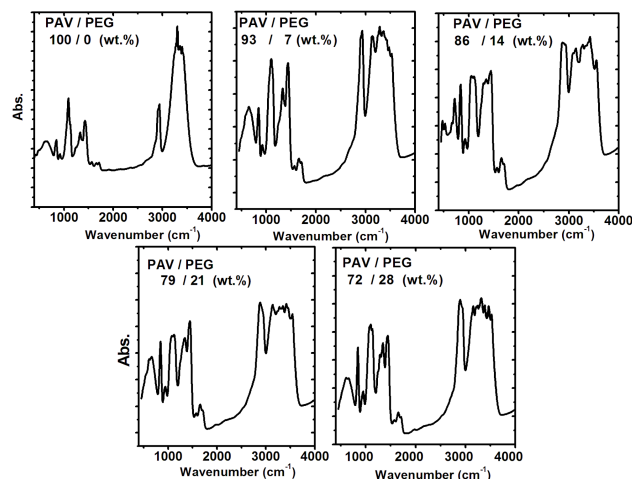 PAV / PEG
100 / 0 (wt.%)
Abs.
1000 2000 3000 4000
Wavenumber (cm-1)
PAV / PEG
93 / 7 (wt.%)
1000 2000 3000 4000
Wavenumber (cm-1)
PAV / PEG
86 / 14 (wt.%)
1000 2000 3000 4000
Wavenumber (cm-1)
PAV / PEG
79 / 21 (wt.%)
Abs.
1000 2000 3000 4000
Wavenumber (cm-1)
PAV / PEG
72 / 28 (wt.%)
1000 2000 3000 4000
Wavenumber (cm-1)